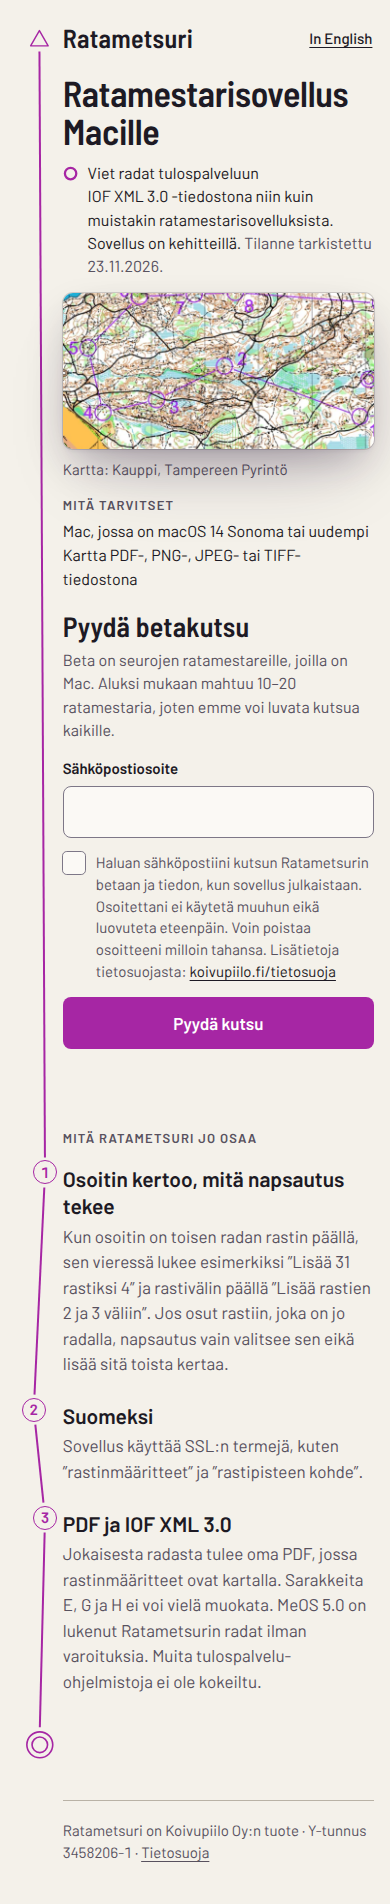 Ratametsuri
In English
Ratamestarisovellus
Macille
Viet radat tulospalveluun
IOF XML 3.0 -tiedostona niin kuin
muistakin ratamestarisovelluksista.
Sovellus on kehitteillä. Tilanne tarkistettu
23.11.2026.
7
8
5
2
4
3
Kartta: Kauppi, Tampereen Pyrintö
MITÄ TARVITSET
Mac, jossa on macOS 14 Sonoma tai uudempi
Kartta PDF-, PNG-, JPEG- tai TIFF-
tiedostona
Pyydä betakutsu
Beta on seurojen ratamestareille, joilla on
Mac. Aluksi mukaan mahtuu 10–20
ratamestaria, joten emme voi luvata kutsua
kaikille.
Sähköpostiosoite
Haluan sähköpostiini kutsun Ratametsurin
betaan ja tiedon, kun sovellus julkaistaan.
Osoitettani ei käytetä muuhun eikä
luovuteta eteenpäin. Voin poistaa
osoitteeni milloin tahansa. Lisätietoja
tietosuojasta: koivupiilo.fi/tietosuoja
Pyydä kutsu
MITÄ RATAMETSURI JO OSAA
1
Osoitin kertoo, mitä napsautus
tekee
Kun osoitin on toisen radan rastin päällä,
sen vieressä lukee esimerkiksi ”Lisää 31
rastiksi 4” ja rastivälin päällä ”Lisää rastien
2 ja 3 väliin”. Jos osut rastiin, joka on jo
radalla, napsautus vain valitsee sen eikä
lisää sitä toista kertaa.
2
Suomeksi
Sovellus käyttää SSL:n termejä, kuten
”rastinmääritteet” ja ”rastipisteen kohde”.
3
PDF ja IOF XML 3.0
Jokaisesta radasta tulee oma PDF, jossa
rastinmääritteet ovat kartalla. Sarakkeita
E, G ja H ei voi vielä muokata. MeOS 5.0 on
lukenut Ratametsurin radat ilman
varoituksia. Muita tulospalvelu-
ohjelmistoja ei ole kokeiltu.
Ratametsuri on Koivupiilo Oy:n tuote · Y-tunnus
3458206-1 · Tietosuoja